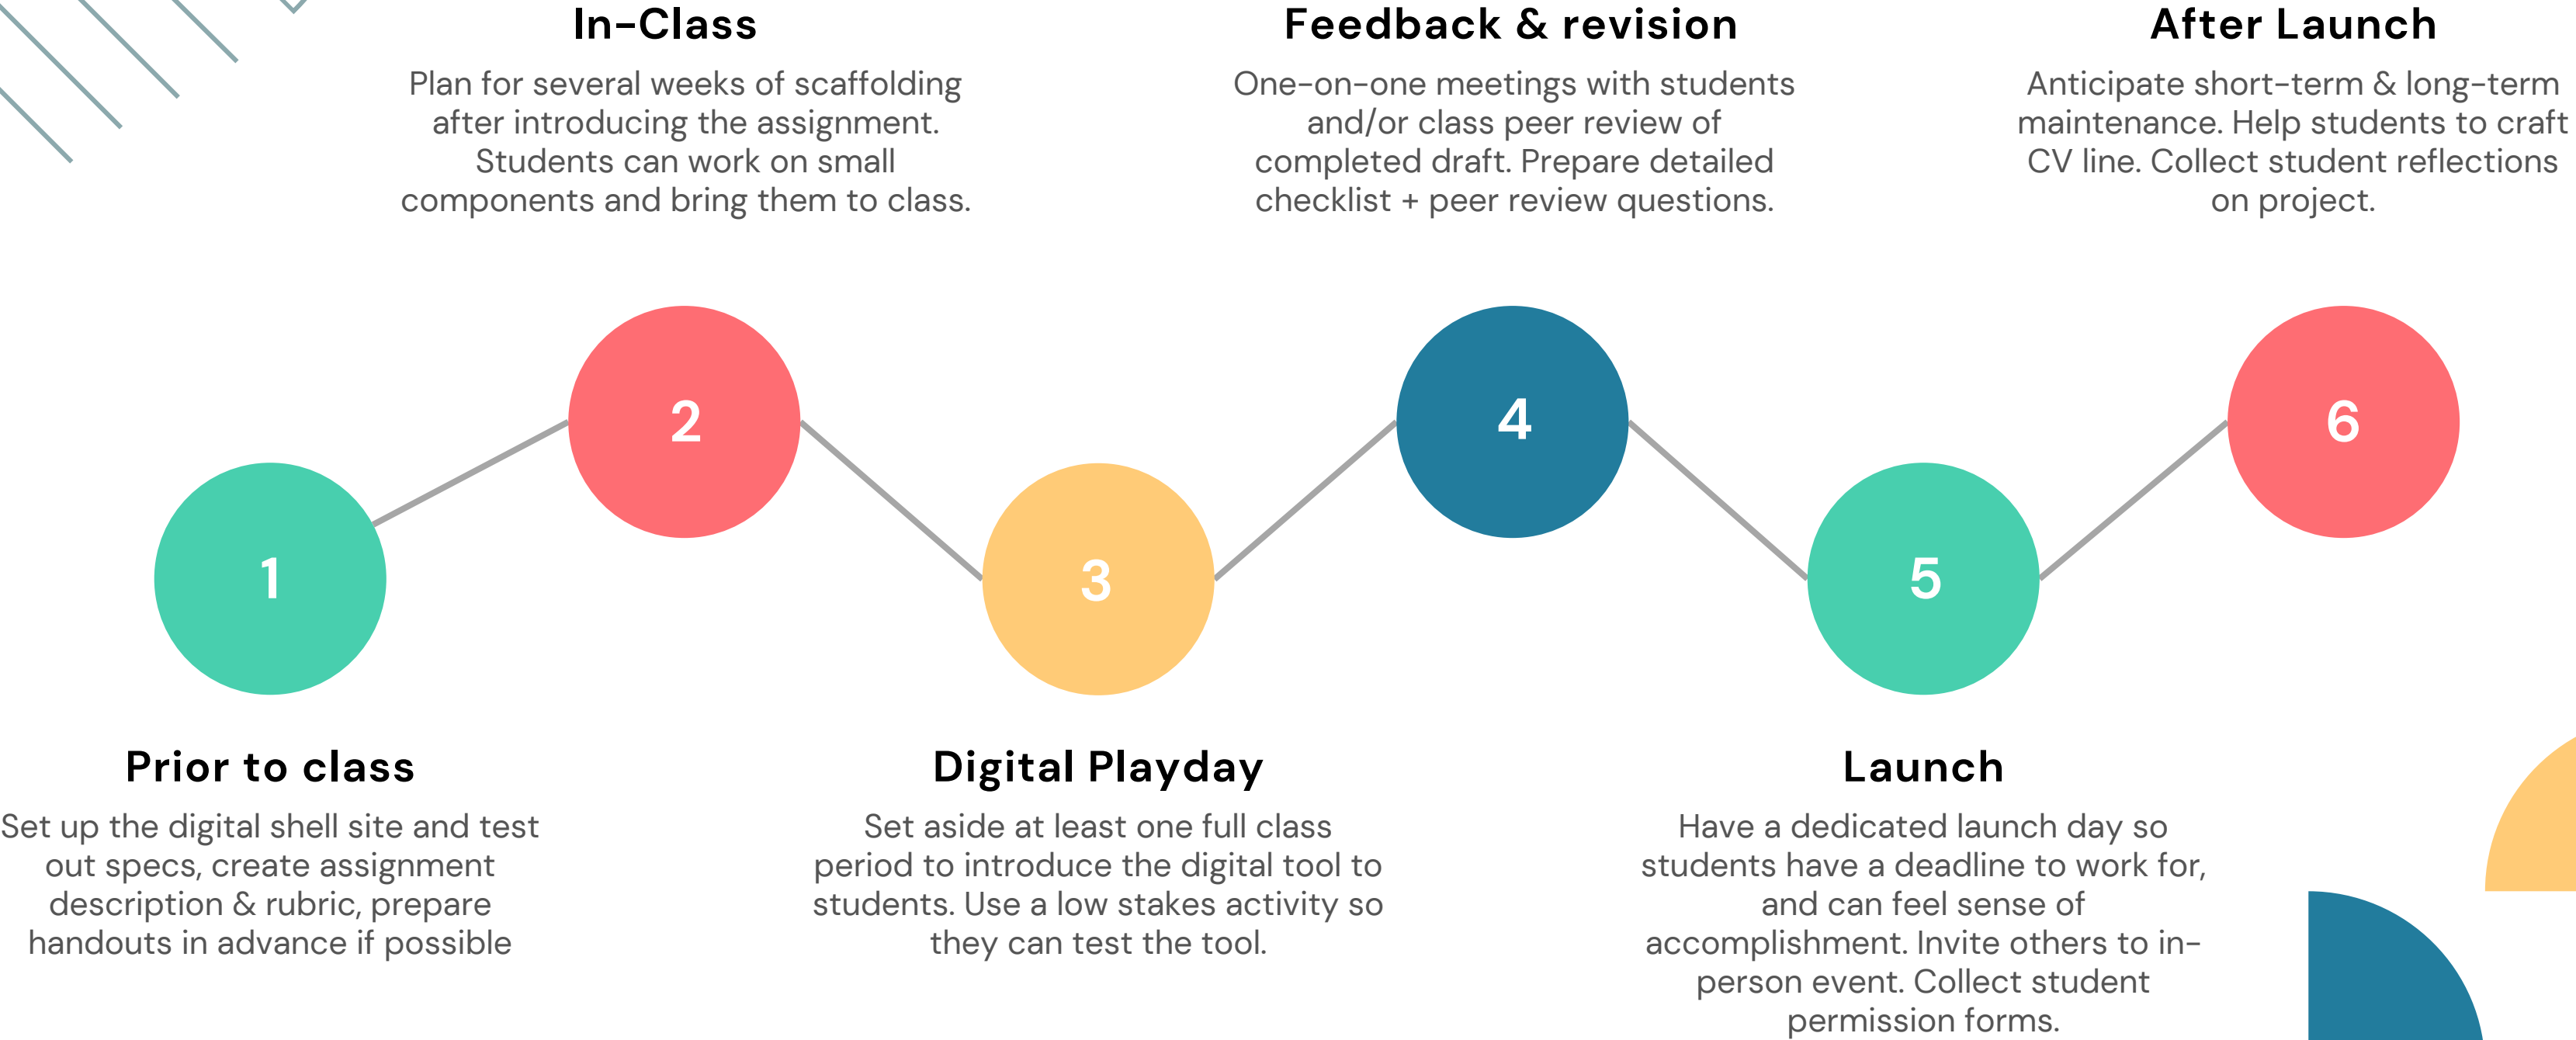 In-Class
Plan for several weeks of scaffolding
after introducing the assignment.
Students can work on small
components and bring them to class.
Feedback & revision
One-on-one meetings with students
and/or class peer review of
completed draft. Prepare detailed
checklist + peer review questions.
After Launch
Anticipate short-term & long-term
maintenance. Help students to craft
CV line. Collect student reflections
on project.
1
2
3
4
5
6
Prior to class
Set up the digital shell site and test
out specs, create assignment
description & rubric, prepare
handouts in advance if possible
Digital Playday
Set aside at least one full class
period to introduce the digital tool to
students. Use a low stakes activity so
they can test the tool.
Launch
Have a dedicated launch day so
students have a deadline to work for,
and can feel sense of
accomplishment. Invite others to in-
person event. Collect student
permission forms.